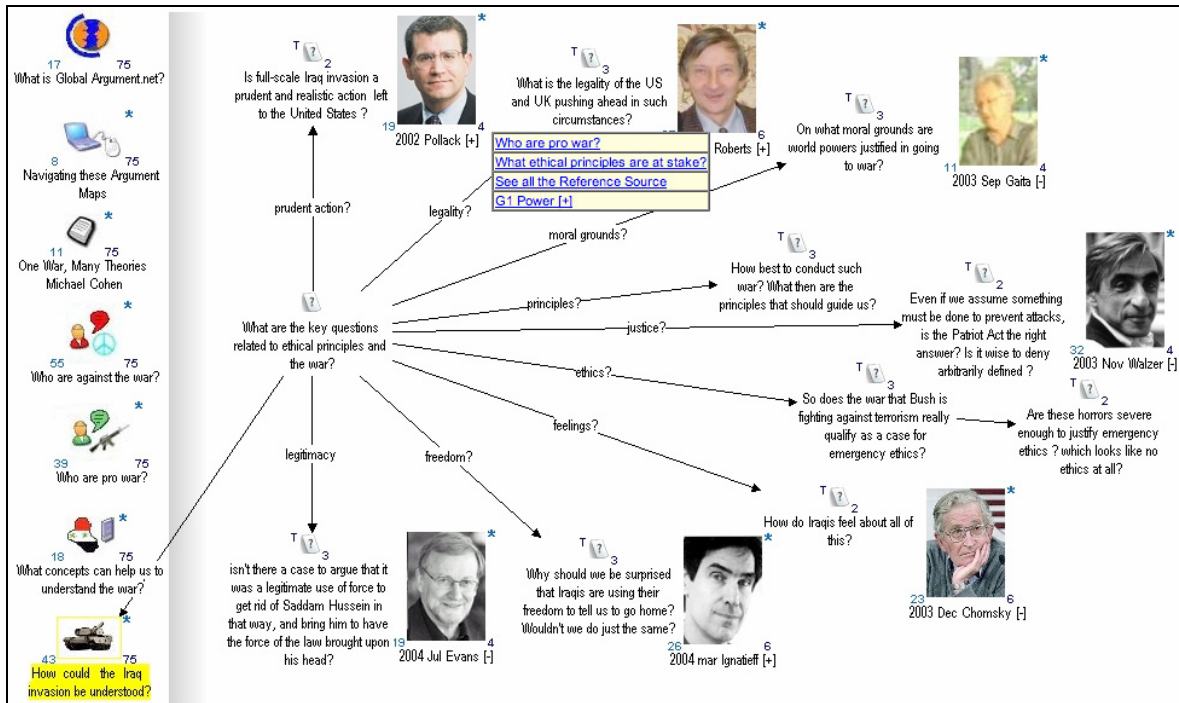 17 75
What is Global Argument.net?
*
8 75
Navigating these Argument
Maps
*
11 75
One War, Many Theories
Michael Cohen
*
55 75
Who are against the war?
*
39 75
Who are pro war?
*
18 75
What concepts can help us to
understand the war?
*
43 75
How could the Iraq
invasion be understood?
T ? 2
Is full-scale Iraq invasion a
prudent and realistic action left
to the United States ?
*
19 4
2002 Pollack [+]
T ? 3
What is the legality of the US
and UK pushing ahead in such
circumstances?
*
6
Roberts [+]
Who are pro war?
What ethical principles are at stake?
See all the Reference Source
G1 Power [+]
T ? 3
On what moral grounds are
world powers justified in going
to war?
*
11 4
2003 Sep Gaita [-]
prudent action?
legality?
moral grounds?
?
What are the key questions
related to ethical principles and
the war?
principles?
T ? 3
How best to conduct such
war? What then are the
principles that should guide us?
justice?
T ? 2
Even if we assume something
must be done to prevent attacks,
is the Patriot Act the right
answer? Is it wise to deny
arbitrarily defined ?
*
32 4
2003 Nov Walzer [-]
ethics?
T ? 3
So does the war that Bush is
fighting against terrorism really
qualify as a case for
emergency ethics?
T ? 2
Are these horrors severe
enough to justify emergency
ethics ? which looks like no
ethics at all?
feelings?
T ? 2
How do Iraqis feel about all of
this?
*
23 6
2003 Dec Chomsky [-]
legitimacy
T ? 3
isn't there a case to argue that it
was a legitimate use of force to
get rid of Saddam Hussein in
that way, and bring him to have
the force of the law brought upon
his head?
*
19 4
2004 Jul Evans [-]
freedom?
T ? 3
Why should we be surprised
that Iraqis are using their
freedom to tell us to go home?
Wouldn't we do just the same?
*
26 6
2004 mar Ignatieff [+]